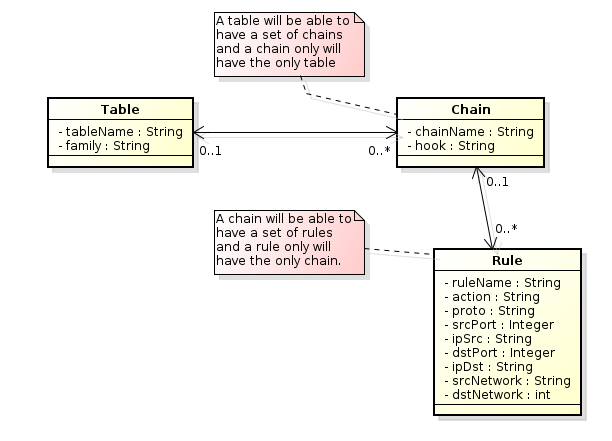 A table will be able to
have a set of chains
and a chain only will
have the only table
Table
- tableName : String
- family : String
Chain
- chainName : String
- hook : String
0..1
0..*
0..1
0..*
A chain will be able to
have a set of rules
and a rule only will
have the only chain.
Rule
- ruleName : String
- action : String
- proto : String
- srcPort : Integer
- ipSrc : String
- dstPort : Integer
- ipDst : String
- srcNetwork : String
- dstNetwork : int